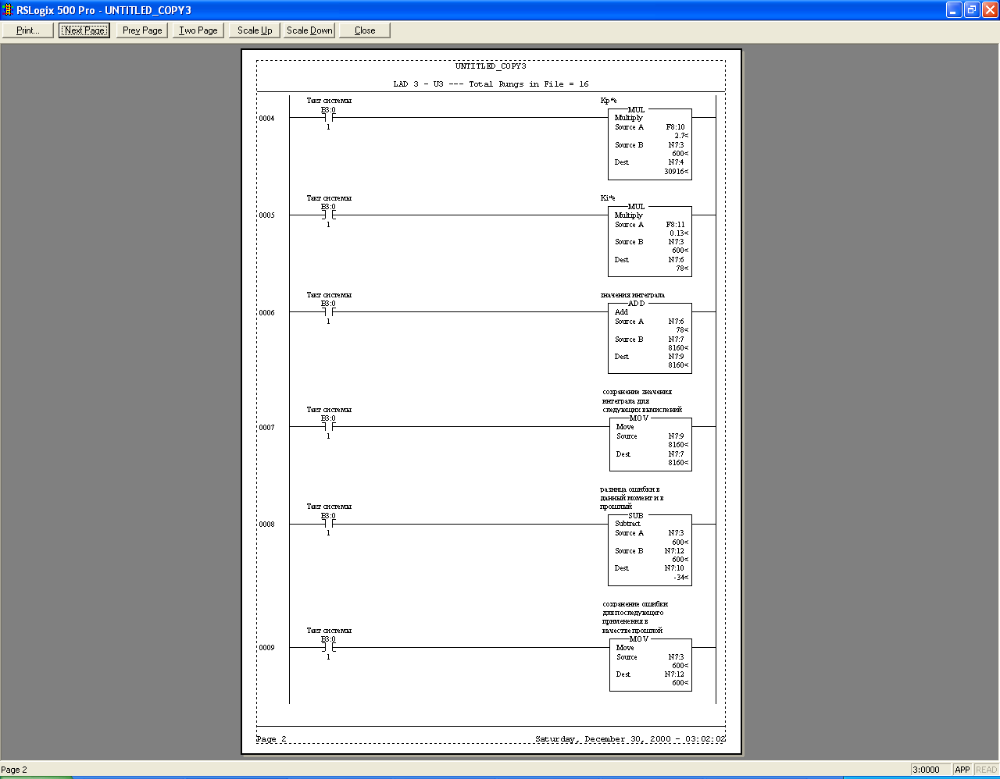 RSLogix 500 Pro - UNTITLED_COPY3
Print... Next Page Prev Page Two Page Scale Up Scale Down Close
UNTITLED_COPY3
LAD 3 - U3 --- Total Rungs in File = 16
Такт системы
B3:0
0004
1
Kp*e
MUL
Multiply
Source A F8:10
2.7<
Source B N7:3
600<
Dest N7:4
30916<
Такт системы
B3:0
0005
1
Ki*e
MUL
Multiply
Source A F8:11
0.13<
Source B N7:3
600<
Dest N7:6
78<
Такт системы
B3:0
0006
1
значения интеграла
ADD
Add
Source A N7:6
78<
Source B N7:7
8160<
Dest N7:9
8160<
Такт системы
B3:0
0007
1
сохранение значения
интеграла для
следующих вычислений
MOV
Move
Source N7:9
8160<
Dest N7:7
8160<
Такт системы
B3:0
0008
1
разница ошибки в
данный момент и в
прошлый
SUB
Subtract
Source A N7:3
600<
Source B N7:12
600<
Dest N7:10
-34<
Такт системы
B3:0
0009
1
сохранение ошибки
для последующего
применения в
качестве прошлой
MOV
Move
Source N7:3
600<
Dest N7:12
600<
Page 2 Saturday, December 30, 2000 - 03:02:02
Page 2 3:0000 APP READ